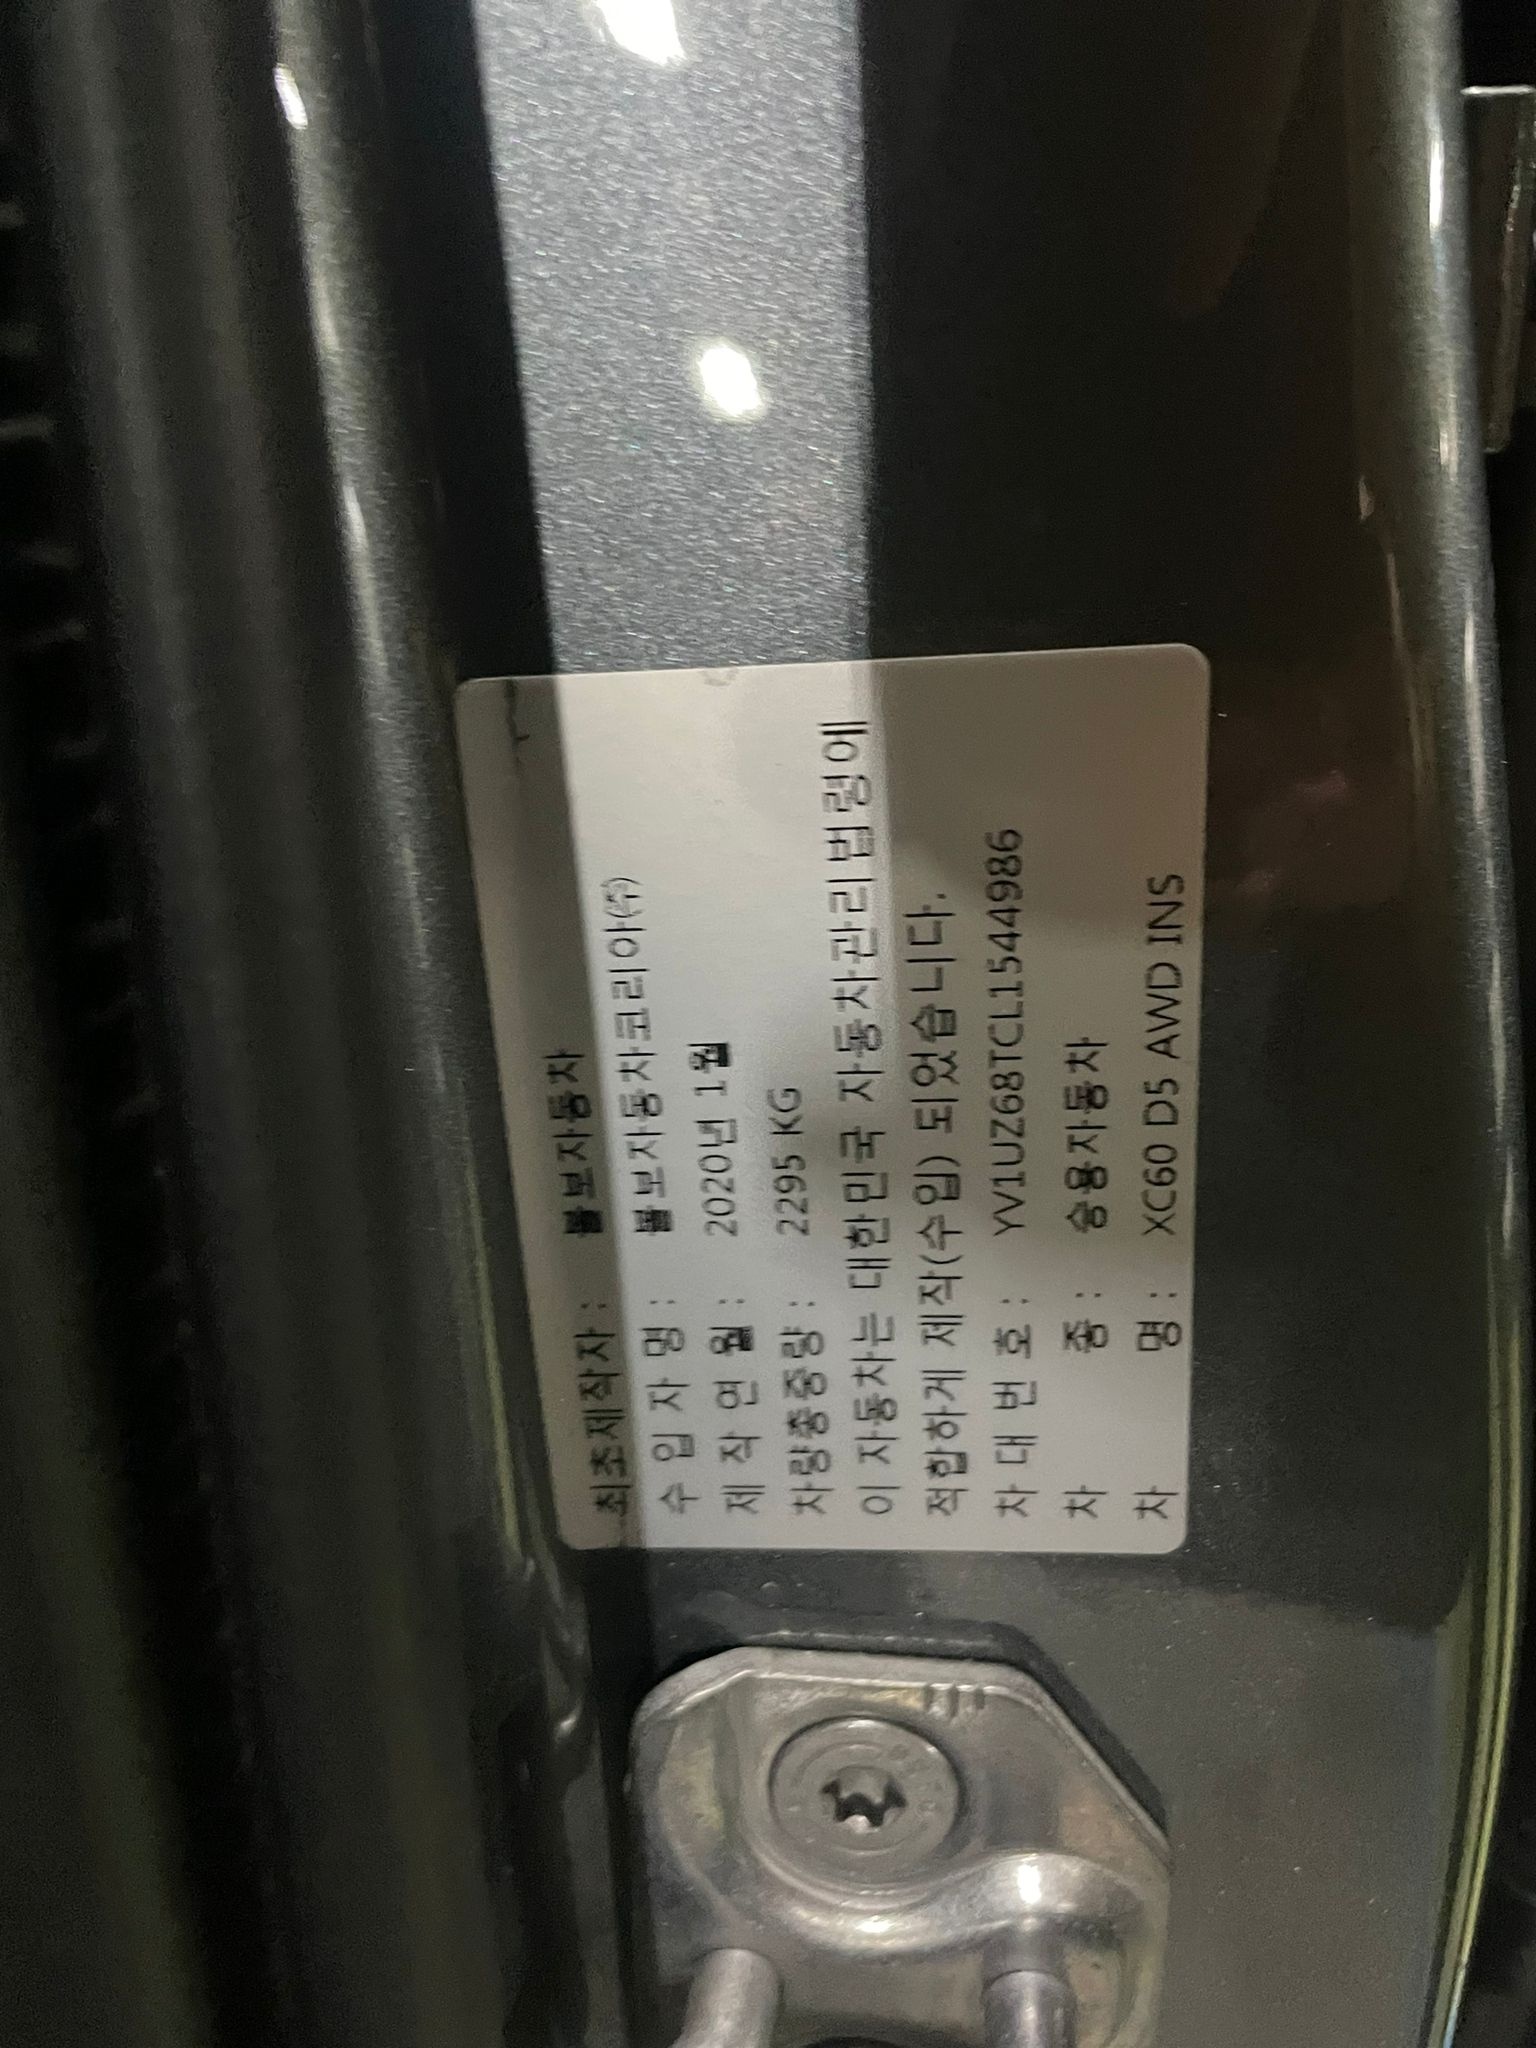 최초제작자 : 볼보자동차
수 입 자 명 : 볼보자동차코리아(주)
제 작 연 월 : 2020년 1월
차량총중량 : 2295 KG
이 자동차는 대한민국 자동차관리법령에
적합하게 제작(수입) 되었습니다.
차 대 번 호 : YV1UZ68TCL1544986
차 종 : 승용자동차
차 명 : XC60 D5 AWD INS